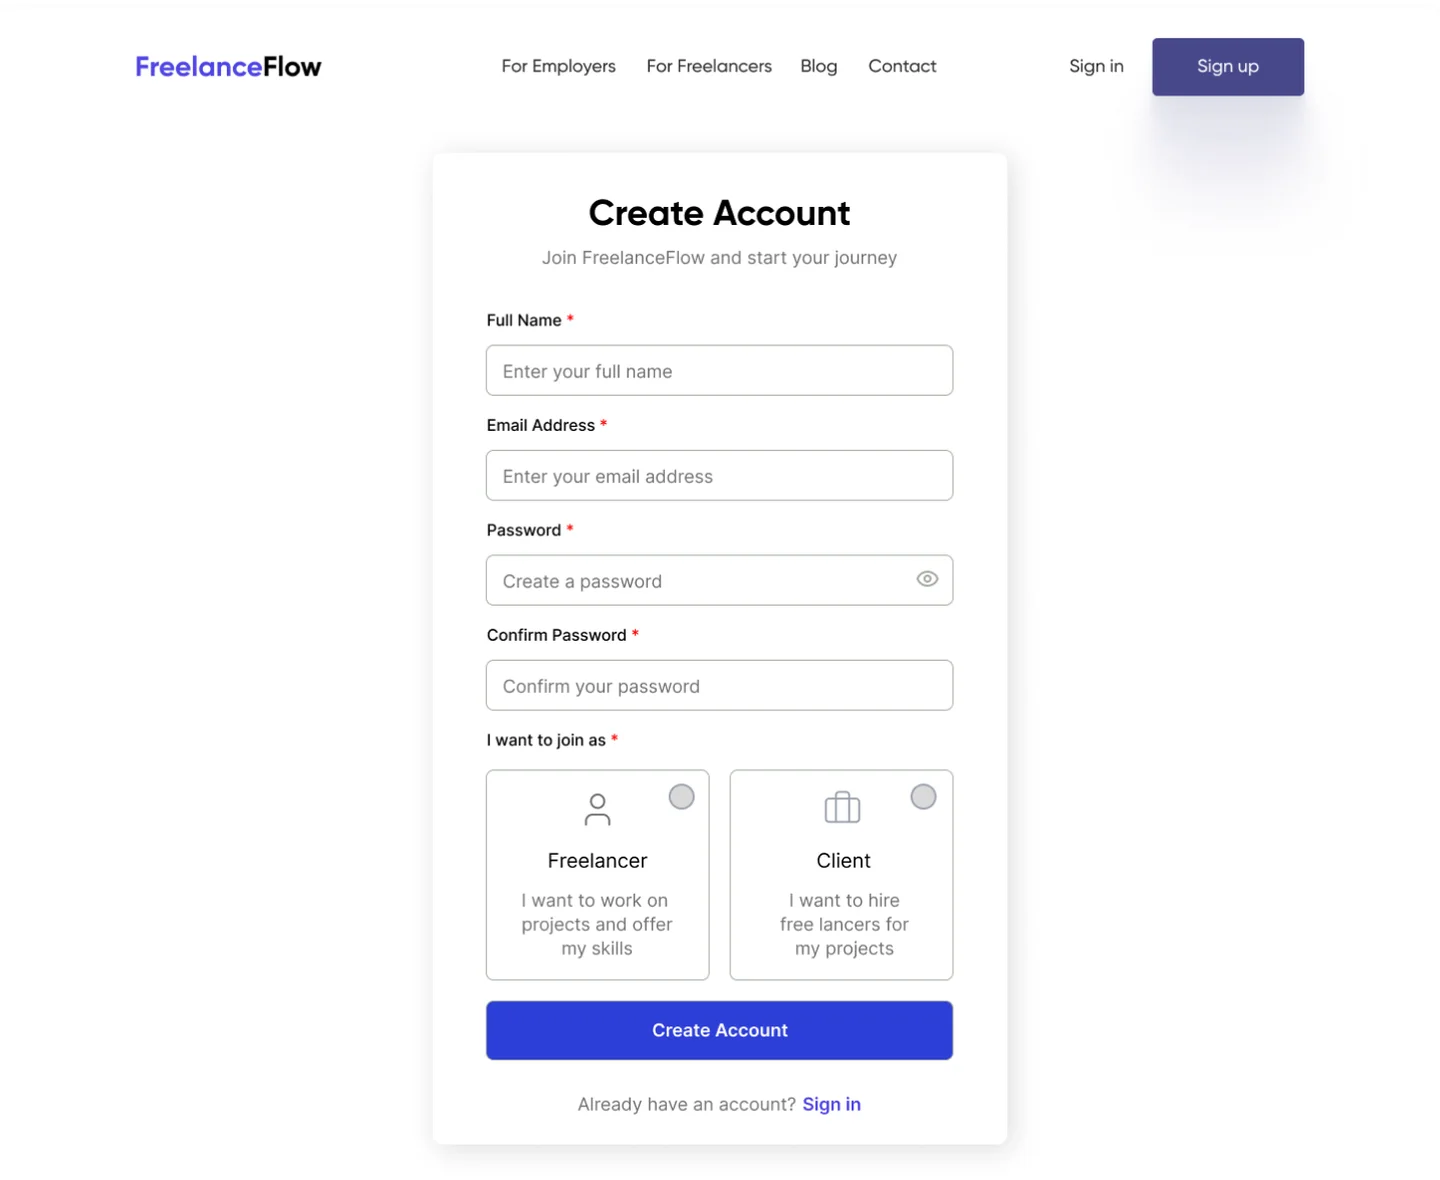 FreelanceFlow
For Employers
For Freelancers
Blog
Contact
Sign in
Sign up
Create Account
Join FreelanceFlow and start your journey
Full Name *
Enter your full name
Email Address *
Enter your email address
Password *
Create a password
Confirm Password *
Confirm your password
I want to join as *
Freelancer
I want to work on
projects and offer
my skills
Client
I want to hire
free lancers for
my projects
Create Account
Already have an account? Sign in